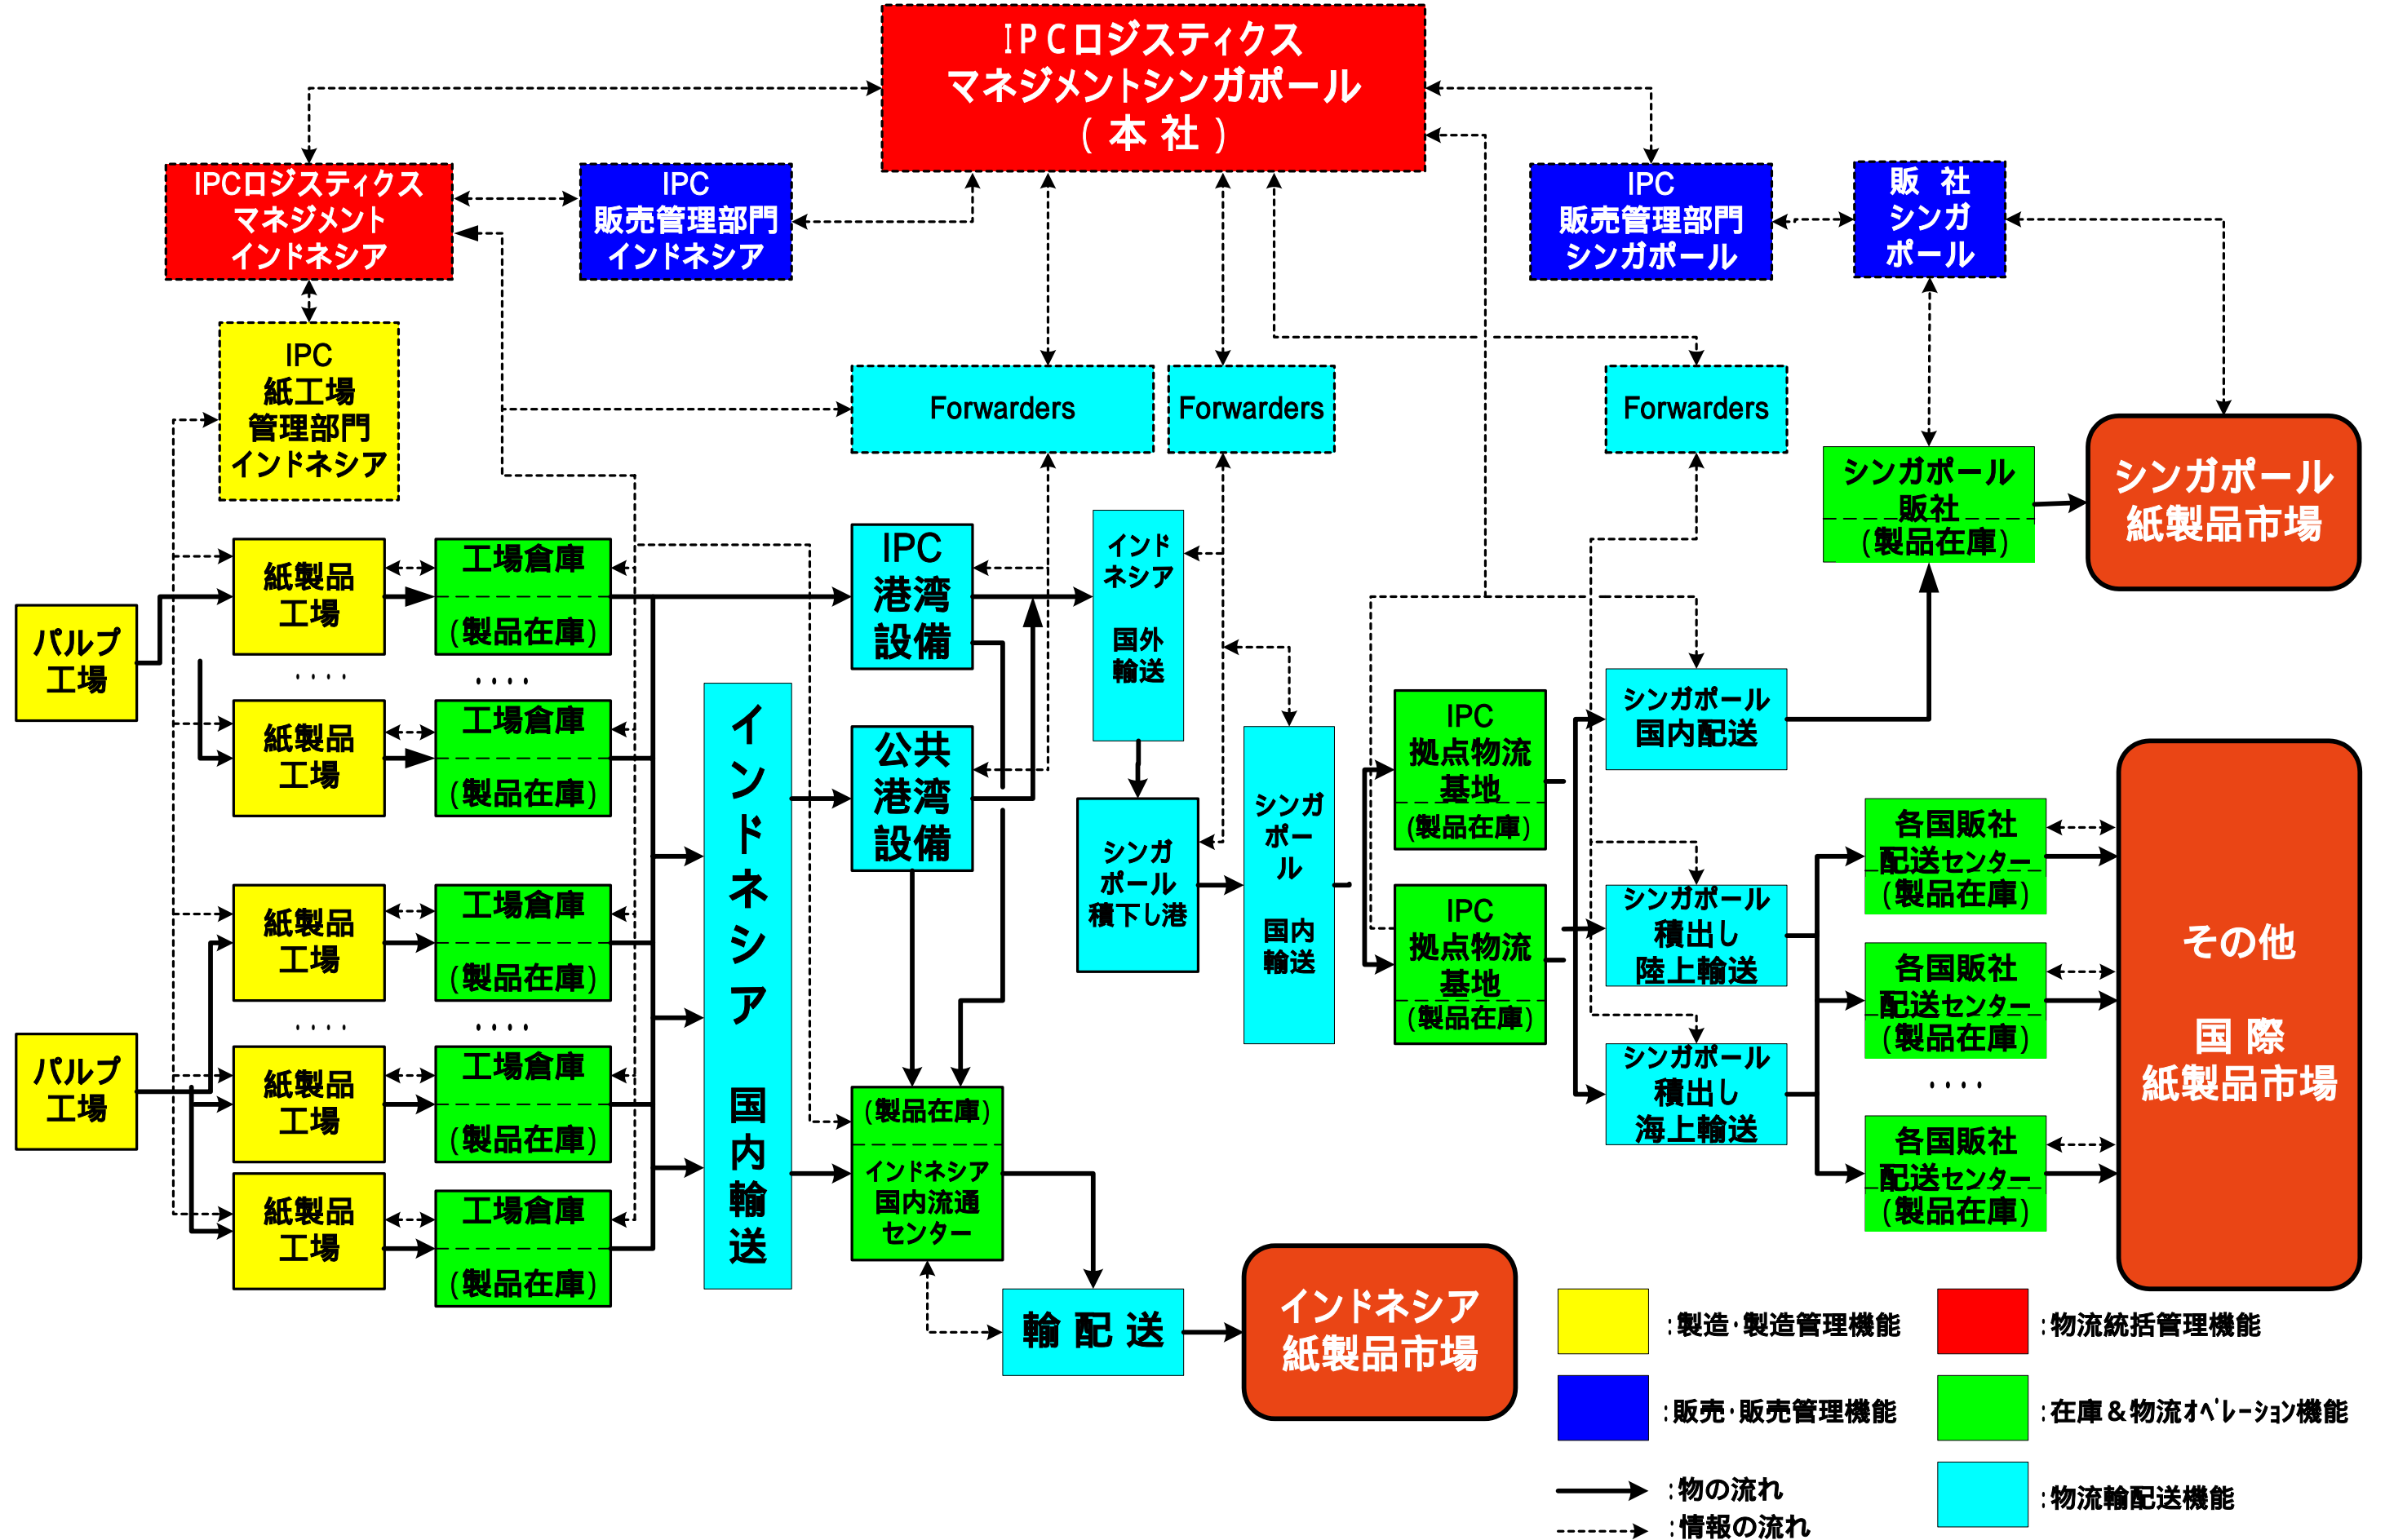 IPCロジスティクス
マネジメントシンガポール
(本社)
IPCロジスティクス
マネジメント
インドネシア
IPC
販売管理部門
インドネシア
IPC
販売管理部門
シンガポール
販 社
シンガ
ポール
IPC
紙工場
管理部門
インドネシア
Forwarders
Forwarders
Forwarders
シンガポール
販社
(製品在庫)
シンガポール
紙製品市場
パルプ
工場
紙製品
工場
工場倉庫
(製品在庫)
・・・・
・・・・
紙製品
工場
工場倉庫
(製品在庫)
紙製品
工場
工場倉庫
(製品在庫)
・・・・
・・・・
パルプ
工場
紙製品
工場
工場倉庫
(製品在庫)
紙製品
工場
工場倉庫
(製品在庫)
インドネシア 国内輸送
IPC
港湾
設備
公共
港湾
設備
(製品在庫)
インドネシア
国内流通
センター
インド
ネシア
国外
輸送
シンガ
ポール
積下し港
シンガ
ポー
ル
国内
輸送
IPC
拠点物流
基地
(製品在庫)
IPC
拠点物流
基地
(製品在庫)
シンガポール
国内配送
シンガポール
積出し
陸上輸送
シンガポール
積出し
海上輸送
各国販社
配送センター
(製品在庫)
各国販社
配送センター
(製品在庫)
・・・・
各国販社
配送センター
(製品在庫)
その他
国 際
紙製品市場
輸 配 送
インドネシア
紙製品市場
:製造・製造管理機能
:物流統括管理機能
:販売・販売管理機能
:在庫&物流ｵﾍﾟﾚｰｼｮﾝ機能
:物の流れ
:物流輸配送機能
:情報の流れ